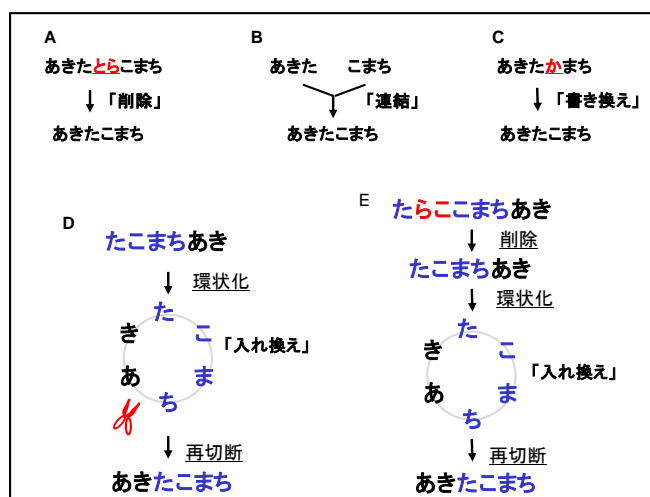 A
あきたとらこまち
「削除」
あきたこまち
B
あきた こまち
「連結」
あきたこまち
C
あきたかまち
「書き換え」
あきたこまち
D
たこまちあき
環状化
た
こ
ま
ち
あ
き
「入れ換え」
再切断
あきたこまち
E
たらここまちあき
削除
たこまちあき
環状化
た
こ
ま
ち
あ
き
「入れ換え」
再切断
あきたこまち